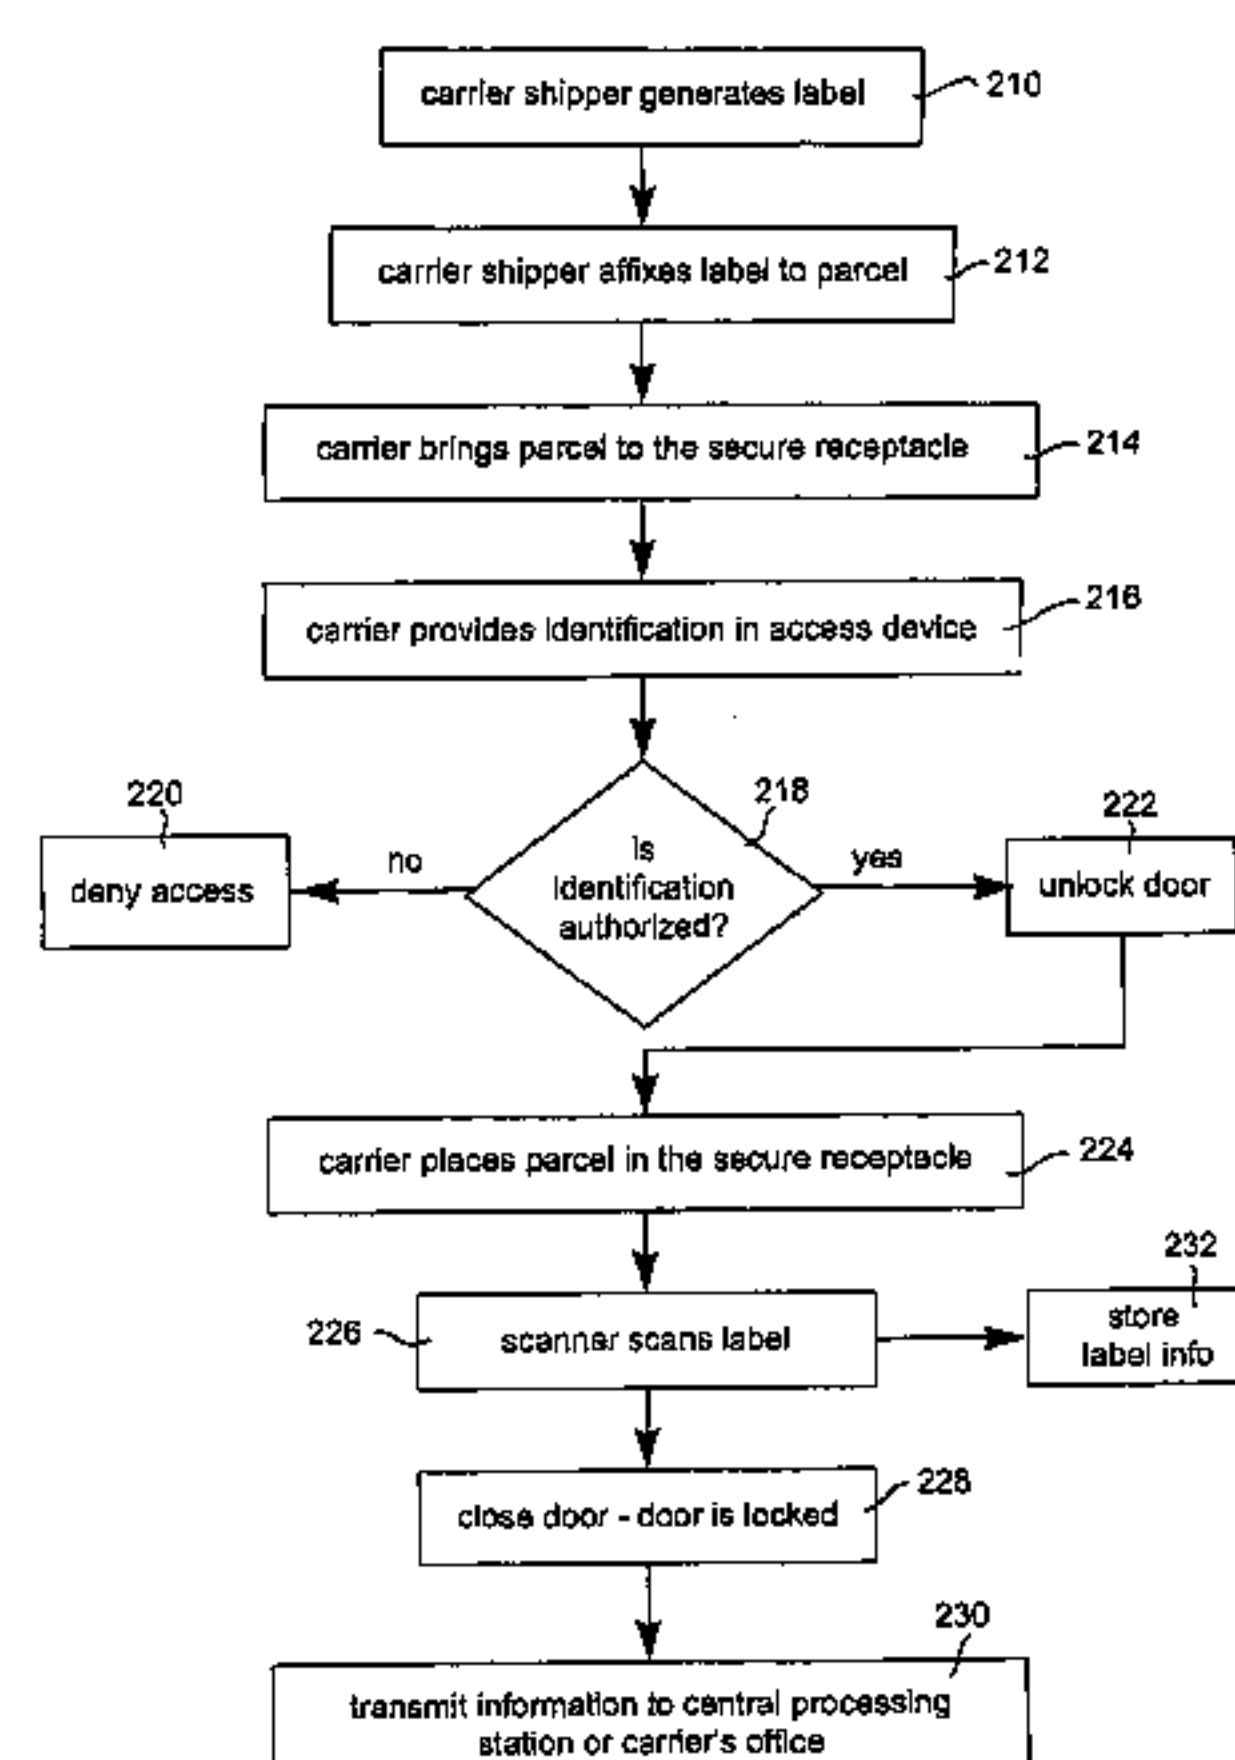 carrier shipper generates label
210
carrier shipper affixes label to parcel
212
carrier brings parcel to the secure receptacle
214
carrier provides identification in access device
216
218
220
deny access
no
Is
identification
authorized?
yes
222
unlock door
carrier places parcel in the secure receptacle
224
226
scanner scans label
232
store
label info
close door - door is locked
228
230
transmit information to central processing
station or carrier's office